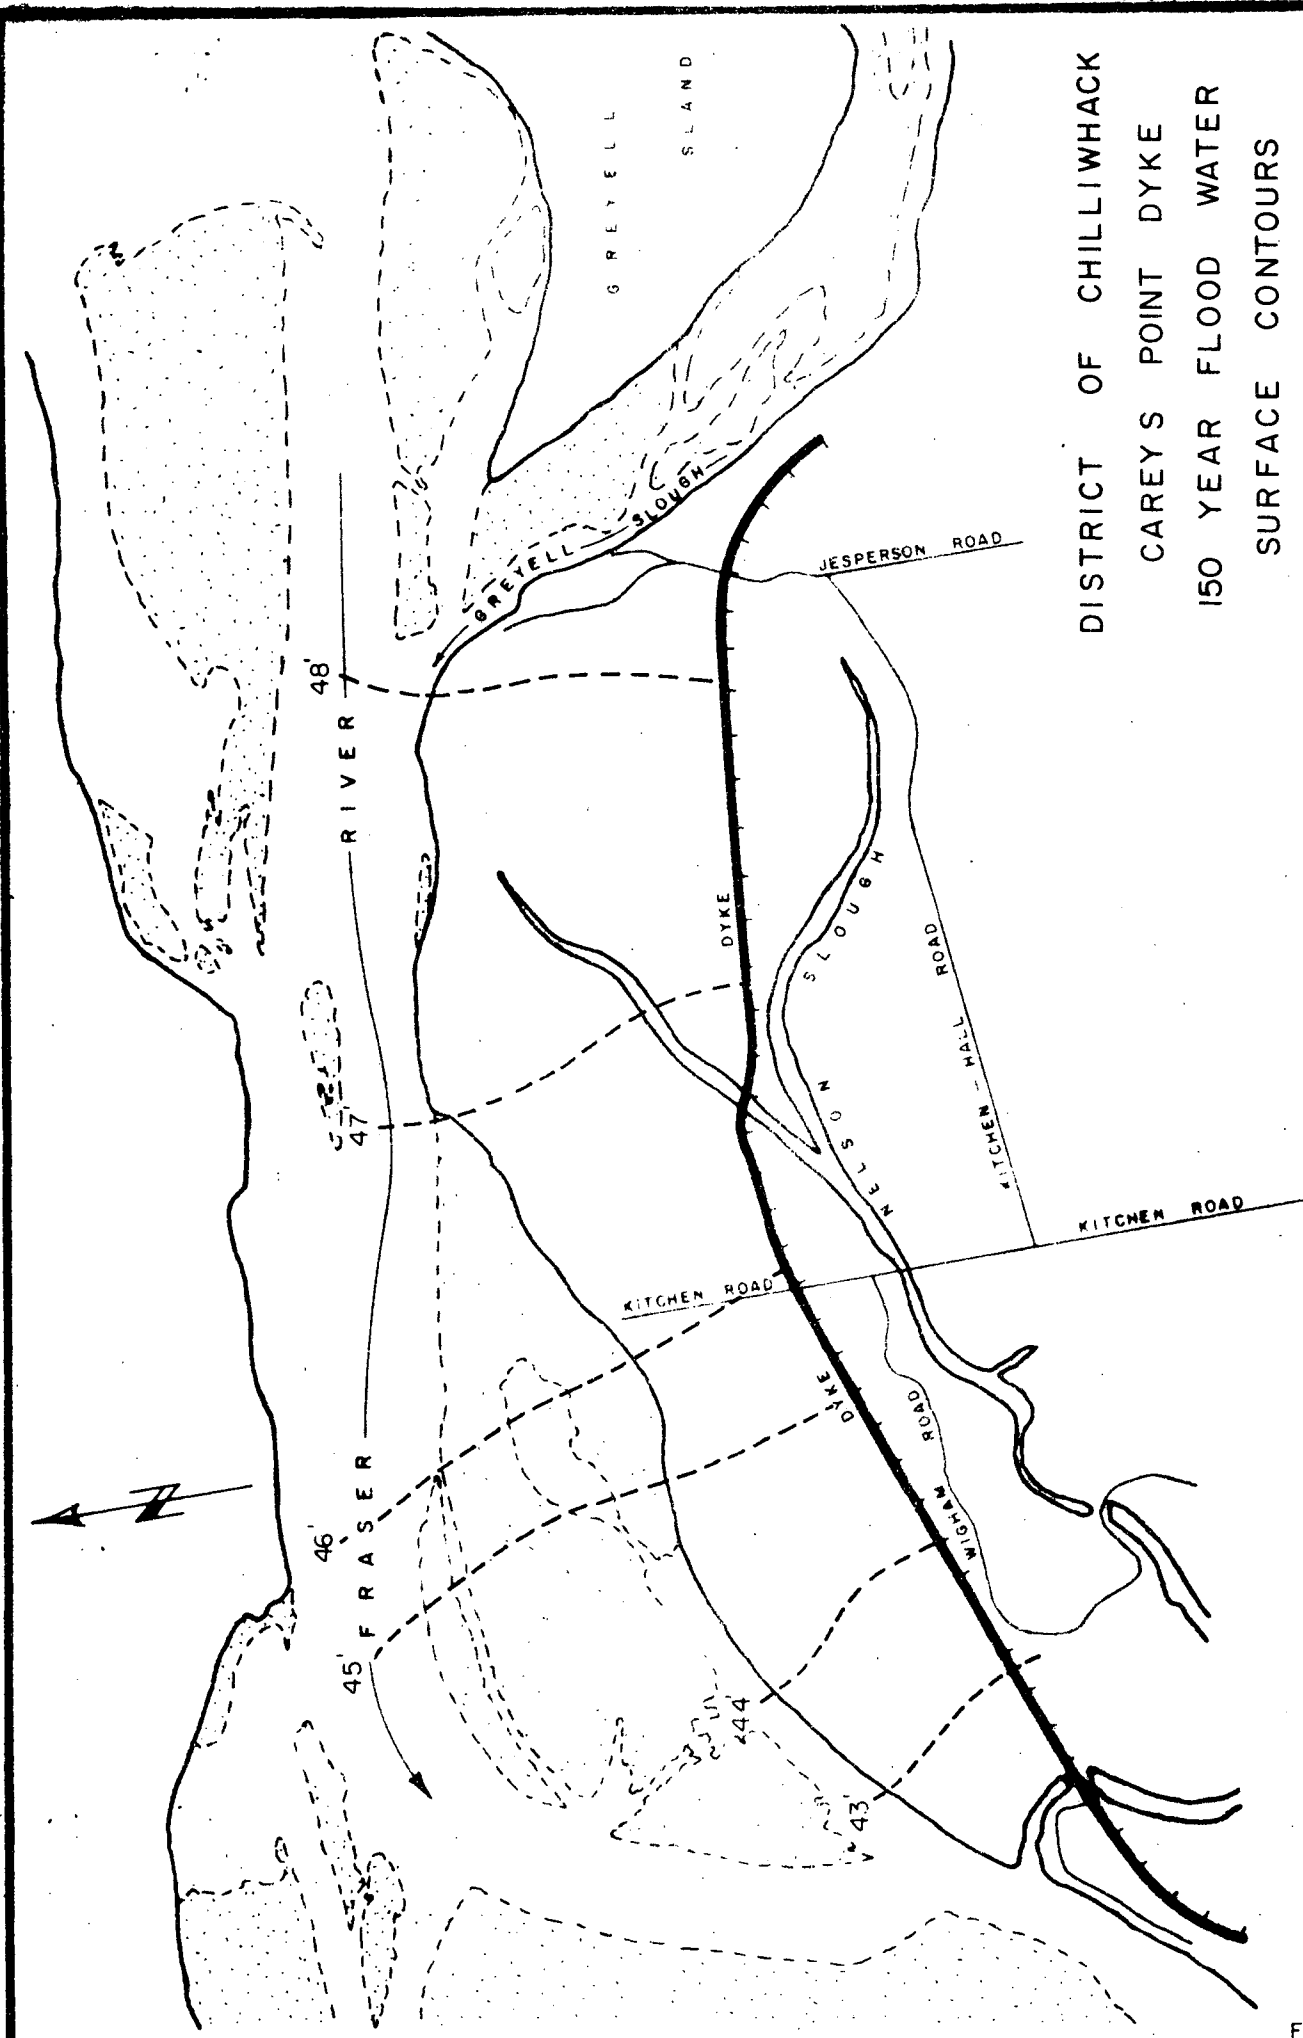 DISTRICT OF CHILLIWHACK
CAREYS POINT DYKE
150 YEAR FLOOD WATER
SURFACE CONTOURS
GREYELL
SLAND
GREYELL SLOUGH
JESPERSON ROAD
48'
RIVER
DYKE
NELSON SLOUGH
KITCHEN - HALL ROAD
47'
KITCHEN ROAD
KITCHEN ROAD
DYKE
WIGHAM ROAD
N
46'
FRASER
45'
44'
43'
F